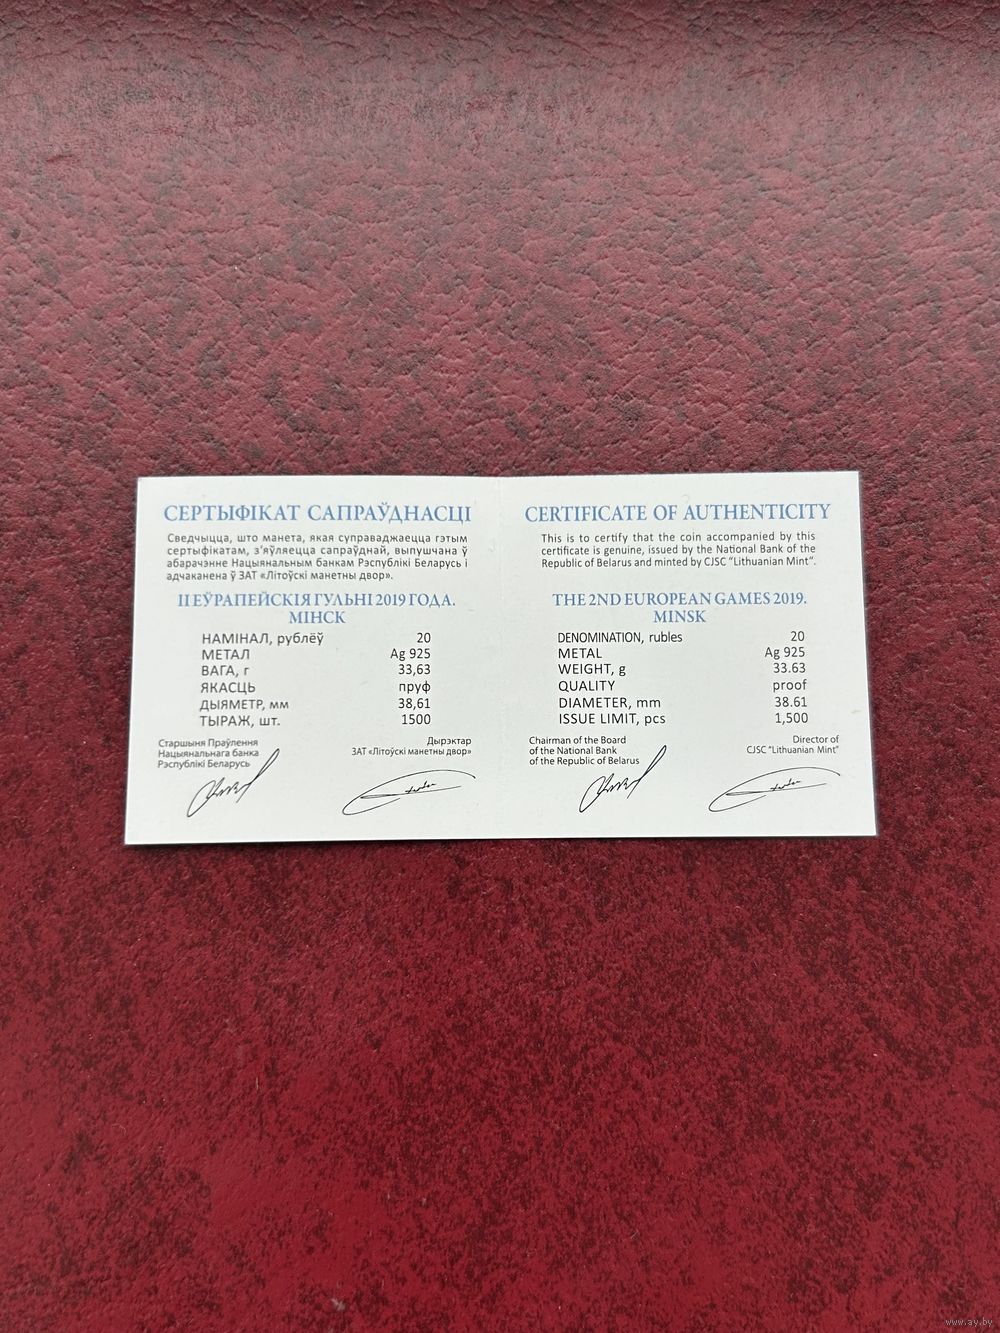 СЕРТЫФІКАТ САПРАЎДНАСЦІ
Сведчыцца, што манета, якая суправаджаецца гэтым
сертыфікатам, з'яўляецца сапраўднай, выпушчана ў
абарачэнне Нацыянальным банкам Рэспублікі Беларусь і
адчаканена ў ЗАТ «Літоўскі манетны двор».
II ЕЎРАПЕЙСКІЯ ГУЛЬНІ 2019 ГОДА.
МІНСК
НАМІНАЛ, рублёў 20
МЕТАЛ Ag 925
ВАГА, г 33,63
ЯКАСЦЬ пруф
ДЫЯМЕТР, мм 38,61
ТЫРАЖ, шт. 1500
Старшыня Праўлення
Нацыянальнага банка
Рэспублікі Беларусь
Дырэктар
ЗАТ «Літоўскі манетны двор»
CERTIFICATE OF AUTHENTICITY
This is to certify that the coin accompanied by this
certificate is genuine, issued by the National Bank of the
Republic of Belarus and minted by CJSC "Lithuanian Mint".
THE 2ND EUROPEAN GAMES 2019.
MINSK
DENOMINATION, rubles 20
METAL Ag 925
WEIGHT, g 33.63
QUALITY proof
DIAMETER, mm 38.61
ISSUE LIMIT, pcs 1,500
Chairman of the Board
of the National Bank
of the Republic of Belarus
Director of
CJSC "Lithuanian Mint"
www.ay.by